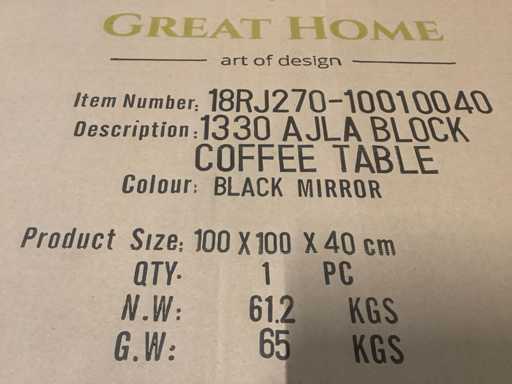 GREAT HOME
art of design
Item Number: 18RJ270-10010040
Description: 1330 AJLA BLOCK
COFFEE TABLE
Colour: BLACK MIRROR
Product Size: 100 X 100 X 40 cm
QTY. 1 PC
N.W: 61.2 KGS
G.W: 65 KGS